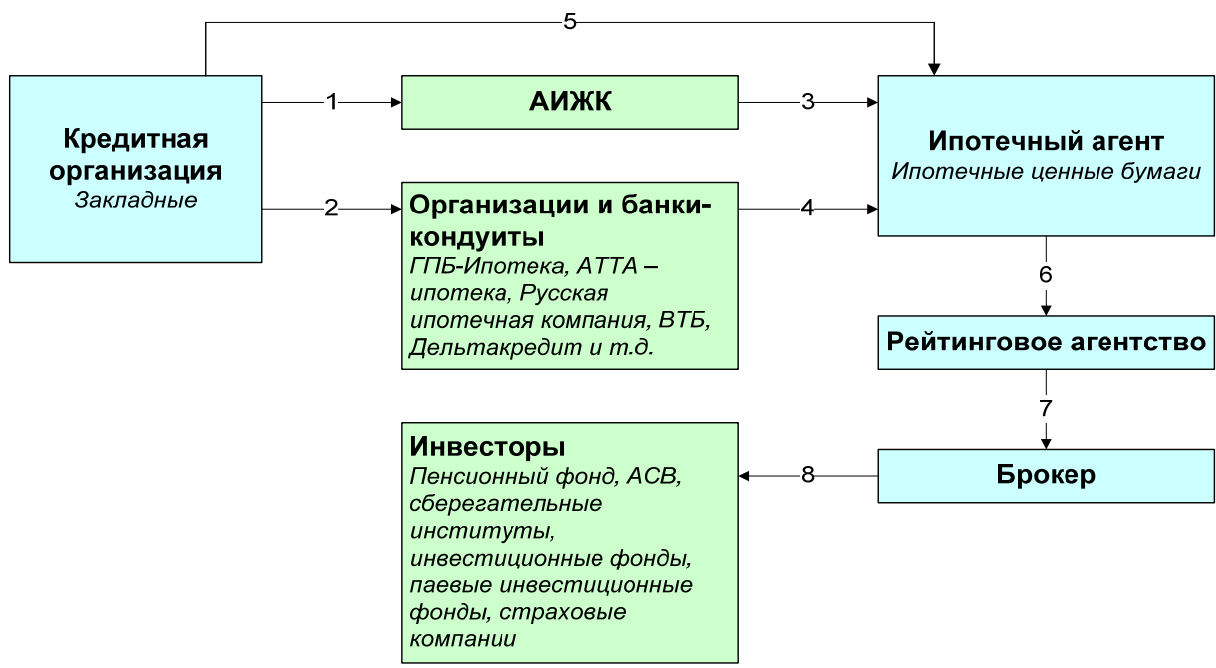 5
Кредитная
организация
Закладные
1
АИЖК
3
Ипотечный агент
Ипотечные ценные бумаги
2
Организации и банки-
кондуиты
ГПБ-Ипотека, АТТА –
ипотека, Русская
ипотечная компания, ВТБ,
Дельтакредит и т.д.
4
6
Рейтинговое агентство
7
Брокер
8
Инвесторы
Пенсионный фонд, АСВ,
сберегательные
институты,
инвестиционные фонды,
паевые инвестиционные
фонды, страховые
компании